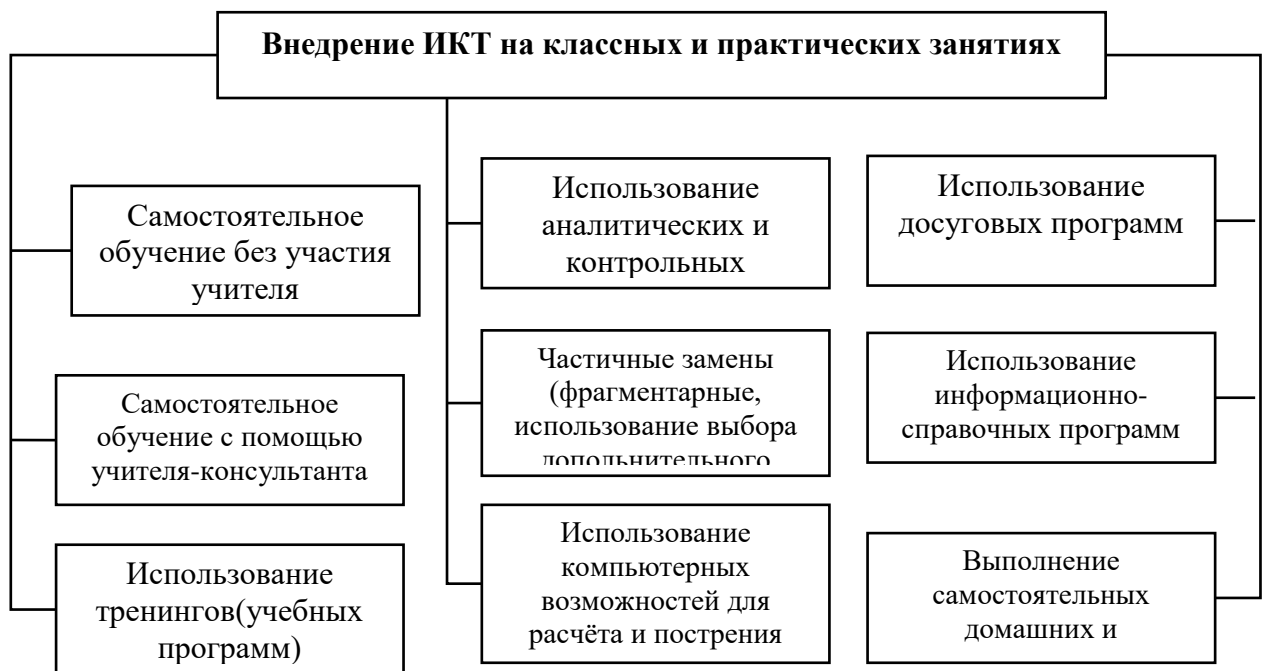 Внедрение ИКТ на классных и практических занятиях
Самостоятельное
обучение без участия
учителя
Самостоятельное
обучение с помощью
учителя-консультанта
Использование
тренингов(учебных
программ)
Использование
аналитических и
контрольных
Частичные замены
(фрагментарные,
использование выбора
допольнительного
Использование
компьютерных
возможностей для
расчёта и пострения
Использование
досуговых программ
Использование
информационно-
справочных программ
Выполнение
самостоятельных
домашних и